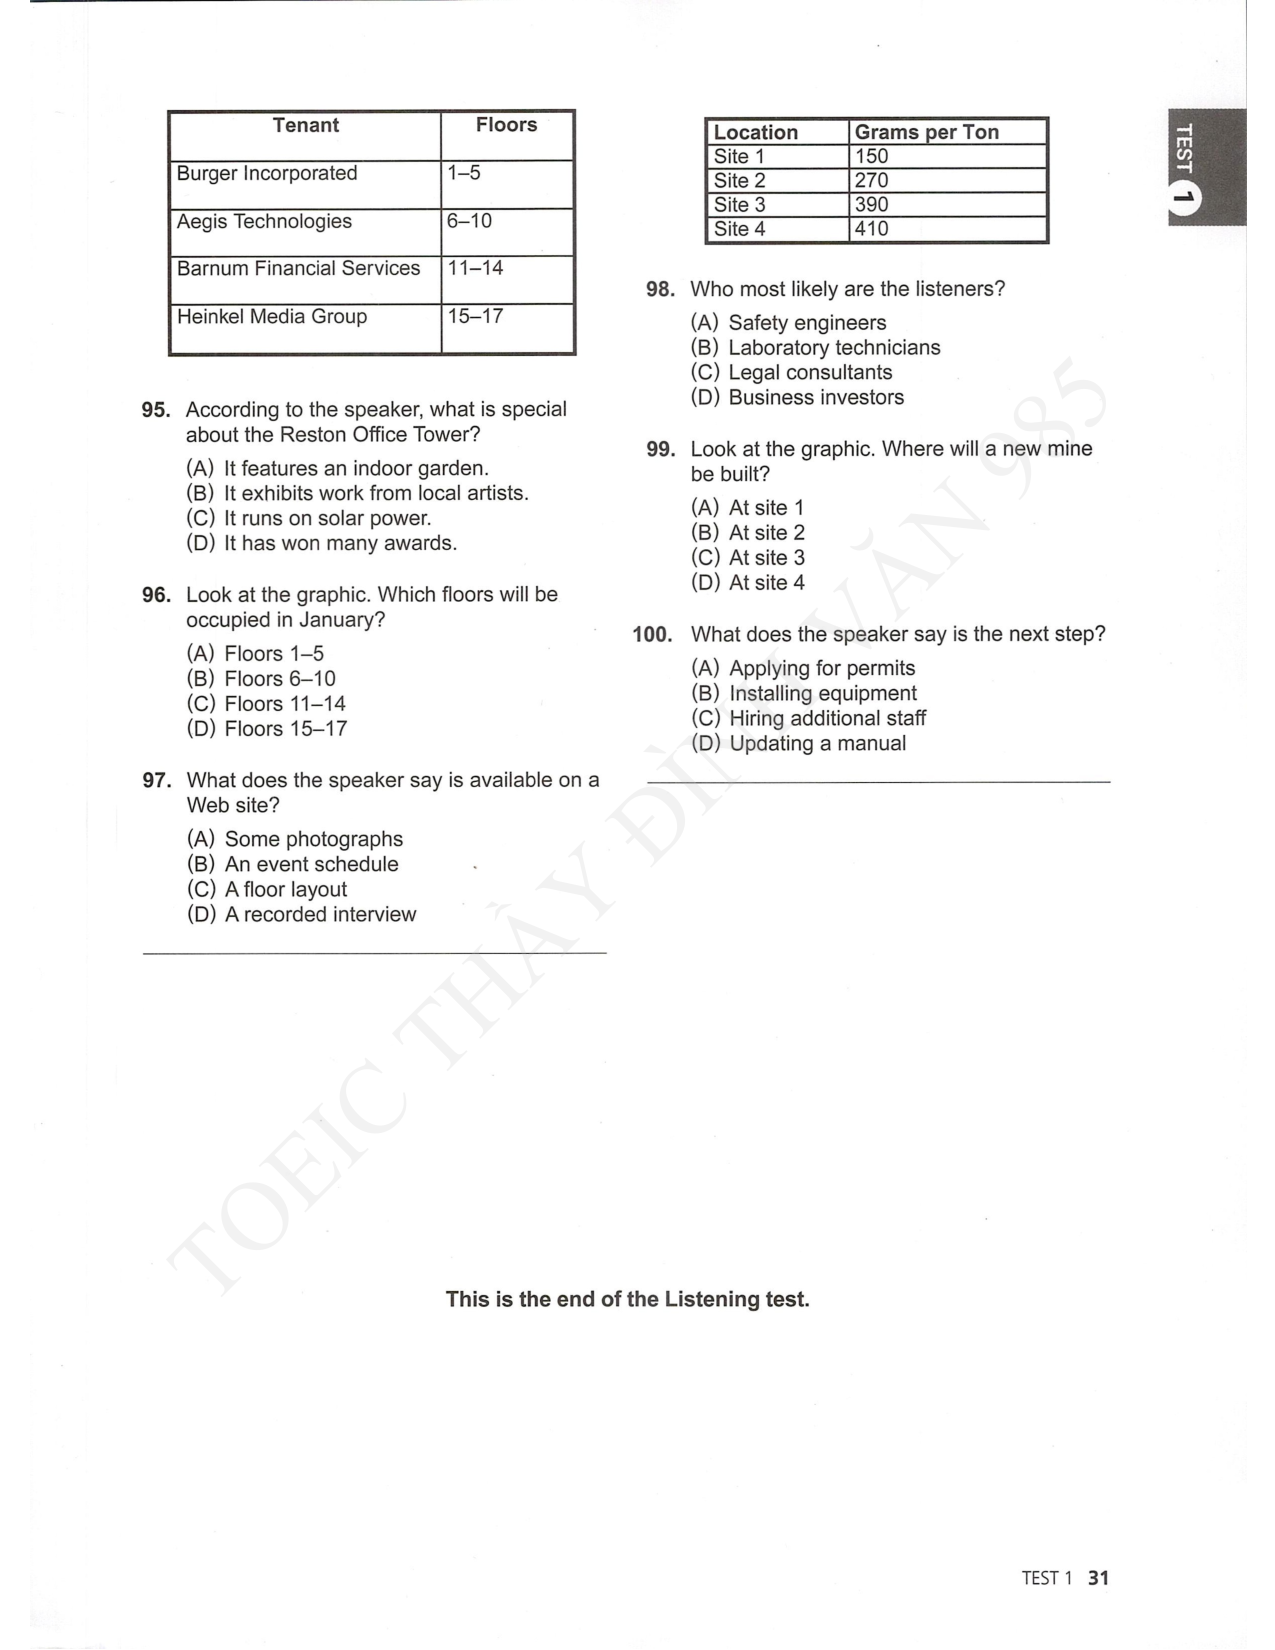 Tenant Floors
Burger Incorporated 1–5
Aegis Technologies 6–10
Barnum Financial Services 11–14
Heinkel Media Group 15–17
95. According to the speaker, what is special
about the Reston Office Tower?
(A) It features an indoor garden.
(B) It exhibits work from local artists.
(C) It runs on solar power.
(D) It has won many awards.
96. Look at the graphic. Which floors will be
occupied in January?
(A) Floors 1–5
(B) Floors 6–10
(C) Floors 11–14
(D) Floors 15–17
97. What does the speaker say is available on a
Web site?
(A) Some photographs
(B) An event schedule
(C) A floor layout
(D) A recorded interview
Location Grams per Ton
Site 1 150
Site 2 270
Site 3 390
Site 4 410
98. Who most likely are the listeners?
(A) Safety engineers
(B) Laboratory technicians
(C) Legal consultants
(D) Business investors
99. Look at the graphic. Where will a new mine
be built?
(A) At site 1
(B) At site 2
(C) At site 3
(D) At site 4
100. What does the speaker say is the next step?
(A) Applying for permits
(B) Installing equipment
(C) Hiring additional staff
(D) Updating a manual
TEST 1
TOEIC THẦY ĐÌNH VĂN 985
This is the end of the Listening test.
TEST 1 31